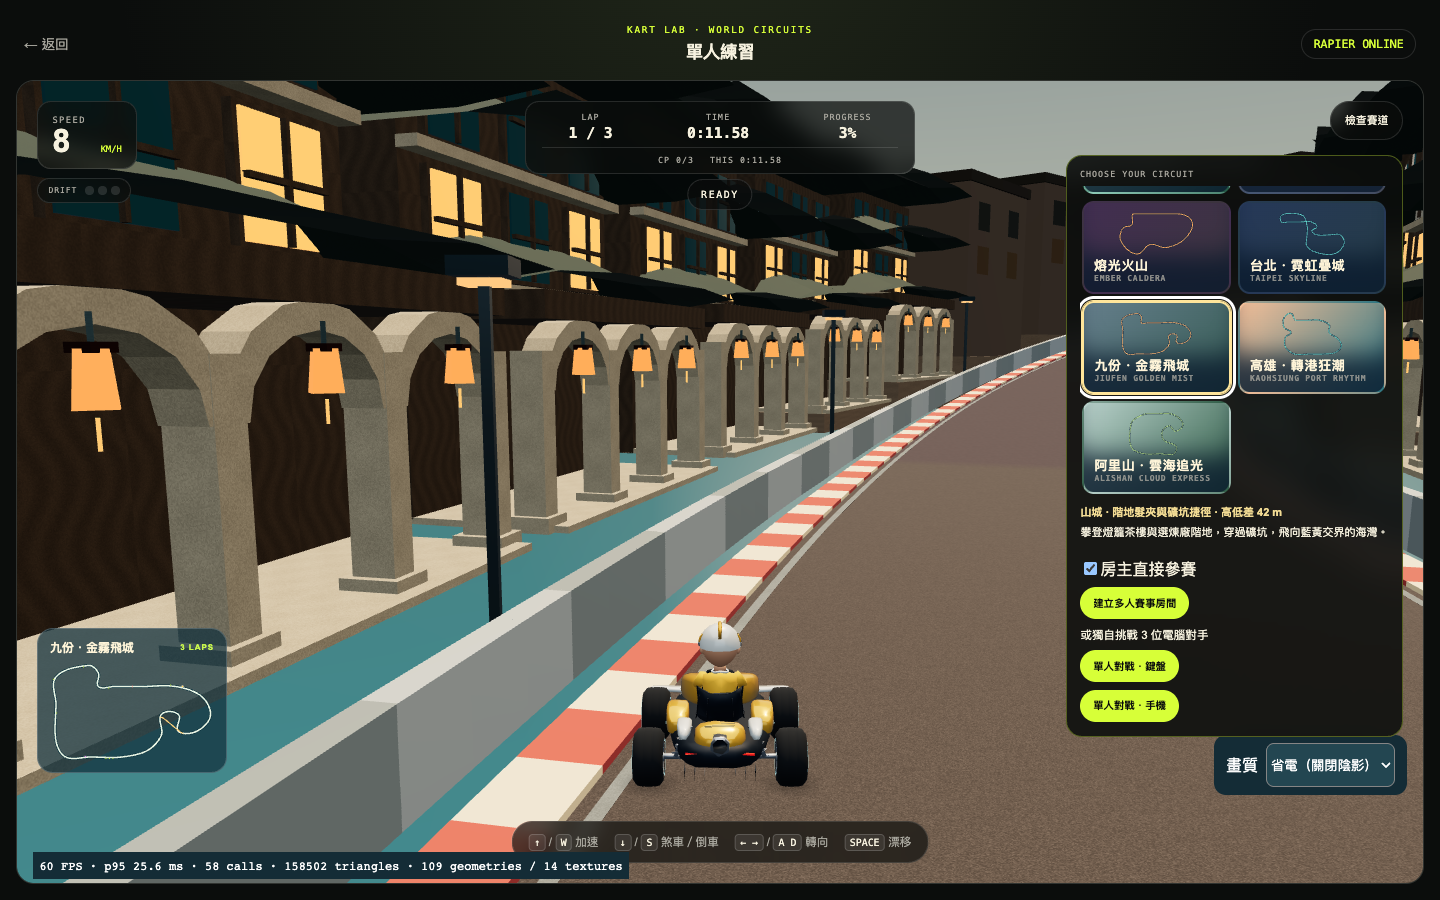 ← 返回
KART LAB · WORLD CIRCUITS
單人練習
RAPIER ONLINE
SPEED
8 KM/H
DRIFT
LAP TIME PROGRESS
1 / 3 0:11.58 3%
CP 0/3 THIS 0:11.58
READY
檢查賽道
CHOOSE YOUR CIRCUIT
熔光火山
EMBER CALDERA
台北・霓虹疊城
TAIPEI SKYLINE
九份・金霧飛城
JIUFEN GOLDEN MIST
高雄・轉港狂潮
KAOHSIUNG PORT RHYTHM
阿里山・雲海追光
ALISHAN CLOUD EXPRESS
山城・階地髮夾與礦坑捷徑・高低差 42 m
攀登燈籠茶樓與選煉廠階地，穿過礦坑，飛向藍黃交界的海灣。
房主直接參賽
建立多人賽事房間
或獨自挑戰 3 位電腦對手
單人對戰・鍵盤
單人對戰・手機
畫質 省電（關閉陰影）
九份・金霧飛城 3 LAPS
↑ / W 加速 ↓ / S 煞車 / 倒車 ← → / A D 轉向 SPACE 漂移
60 FPS · p95 25.6 ms · 58 calls · 158502 triangles · 109 geometries / 14 textures